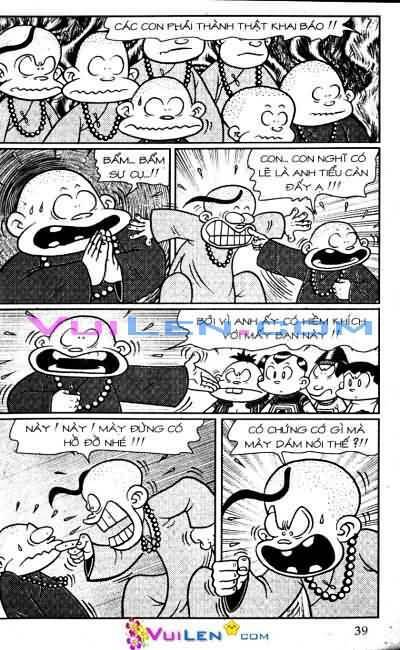 CÁC CON PHẢI THÀNH THẬT KHAI BÁO !!
BẨM... BẨM
SƯ CỤ...!!
CON... CON NGHĨ CÓ
LẼ LÀ ANH TIỂU CẬN
ĐẤY Ạ !!!
VUILEN.COM
BỞI VÌ ANH ẤY CÓ HIỀM KHÍCH
VỚI MẤY BẠN NÀY !!
NÀY ! NÀY ! MÀY ĐỪNG CÓ
HỒ ĐỒ NHÉ !!!
CÓ CHỨNG CỚ GÌ MÀ
MÀY DÁM NÓI THẾ ?!!
39
VUILEN.COM